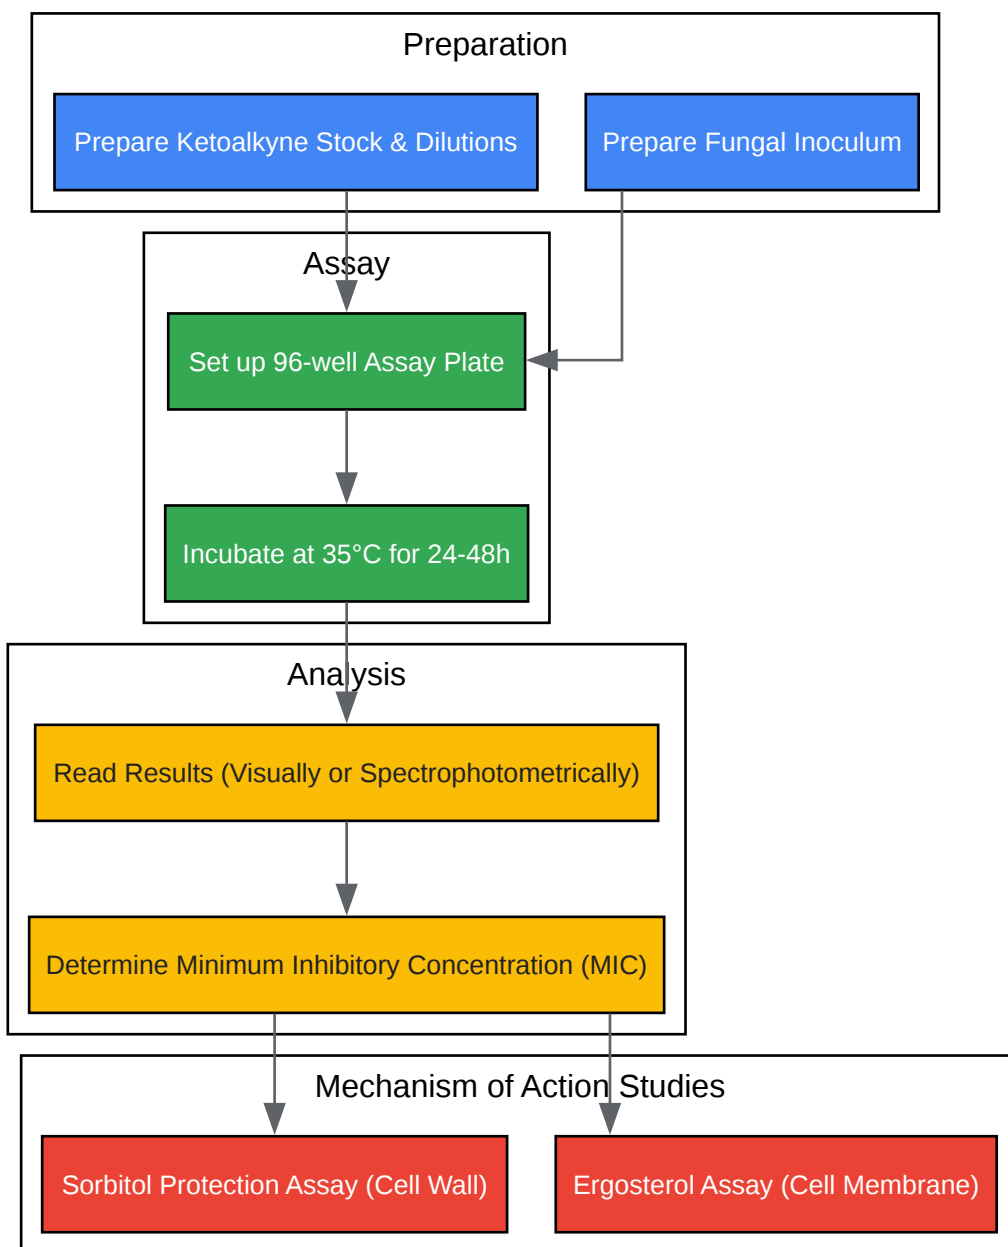 Preparation
Prepare Ketoalkyne Stock & Dilutions
Prepare Fungal Inoculum
Assay
Set up 96-well Assay Plate
Incubate at 35°C for 24-48h
Analysis
Read Results (Visually or Spectrophotometrically)
Determine Minimum Inhibitory Concentration (MIC)
Mechanism of Action Studies
Sorbitol Protection Assay (Cell Wall)
Ergosterol Assay (Cell Membrane)